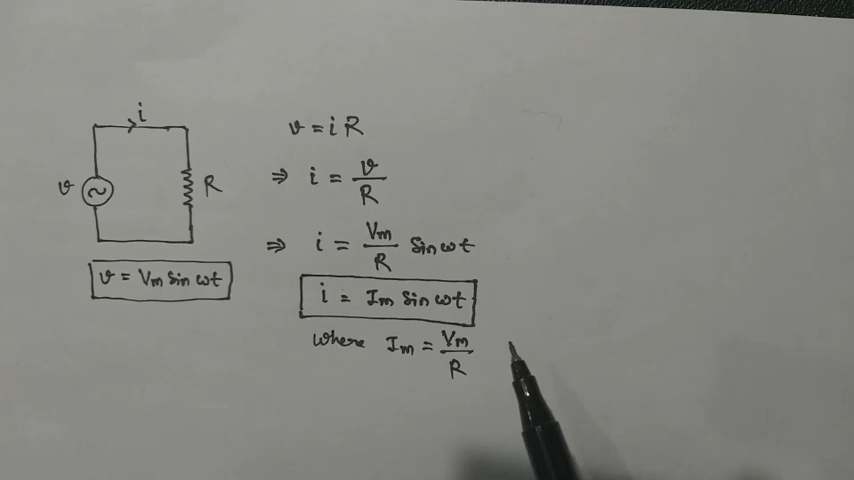 i
v
R
v = Vm sin ωt
v = i R
⇒ i = v/R
⇒ i = Vm/R sin ωt
i = Im sin ωt
where Im = Vm/R